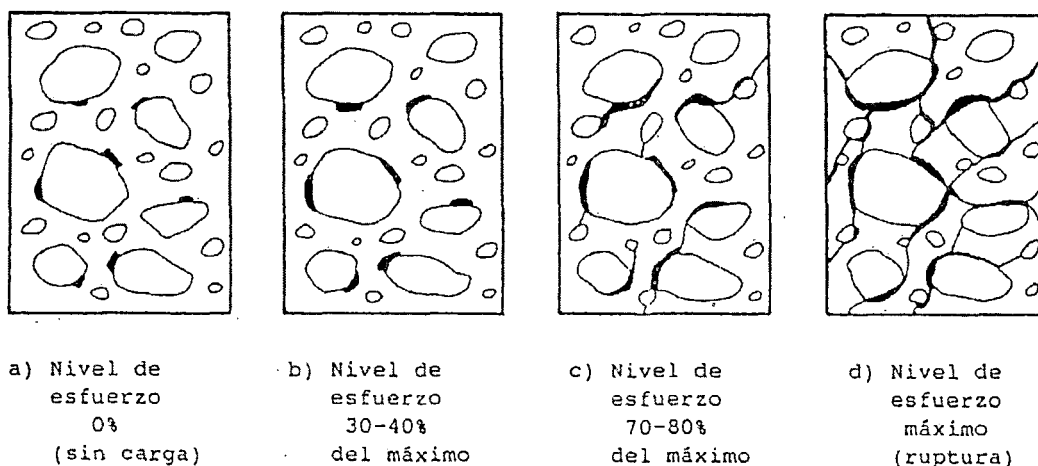 a) Nivel de
esfuerzo
0%
(sin carga)
b) Nivel de
esfuerzo
30-40%
del máximo
c) Nivel de
esfuerzo
70-80%
del máximo
d) Nivel de
esfuerzo
máximo
(ruptura)